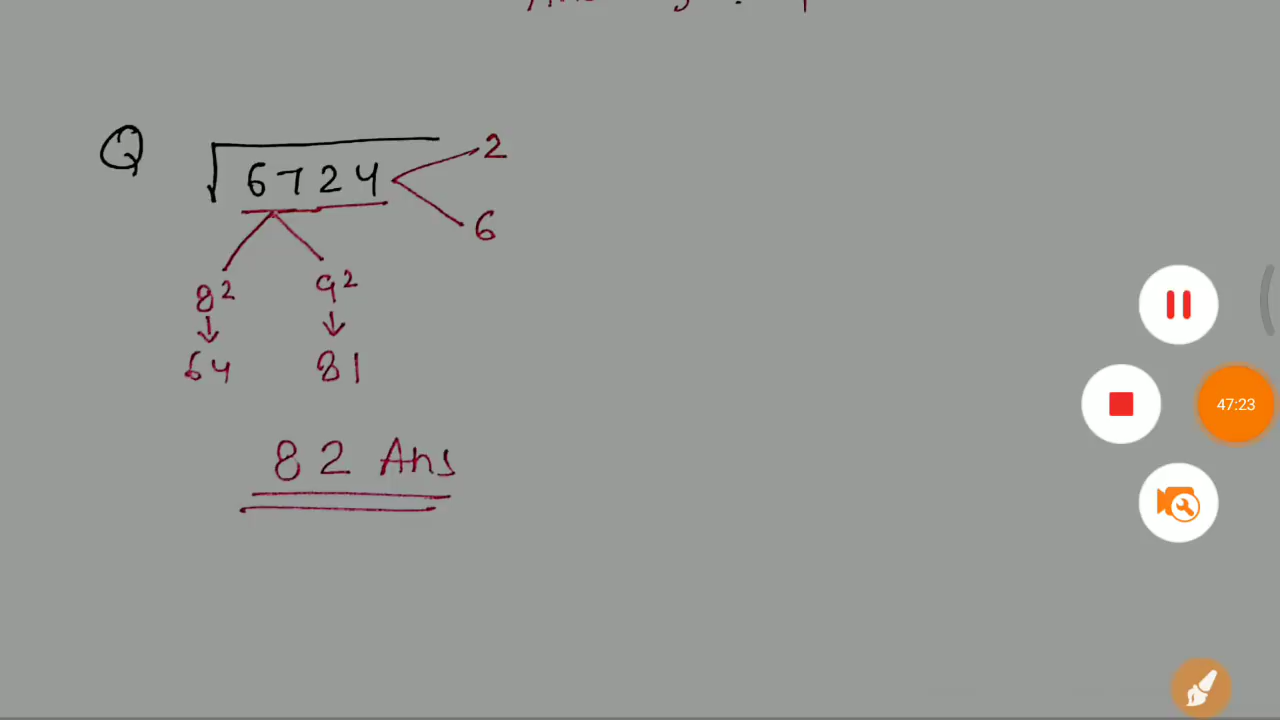 Q √6724 2
6
8² 9²
↓ ↓
64 81
82 Ans
47:23